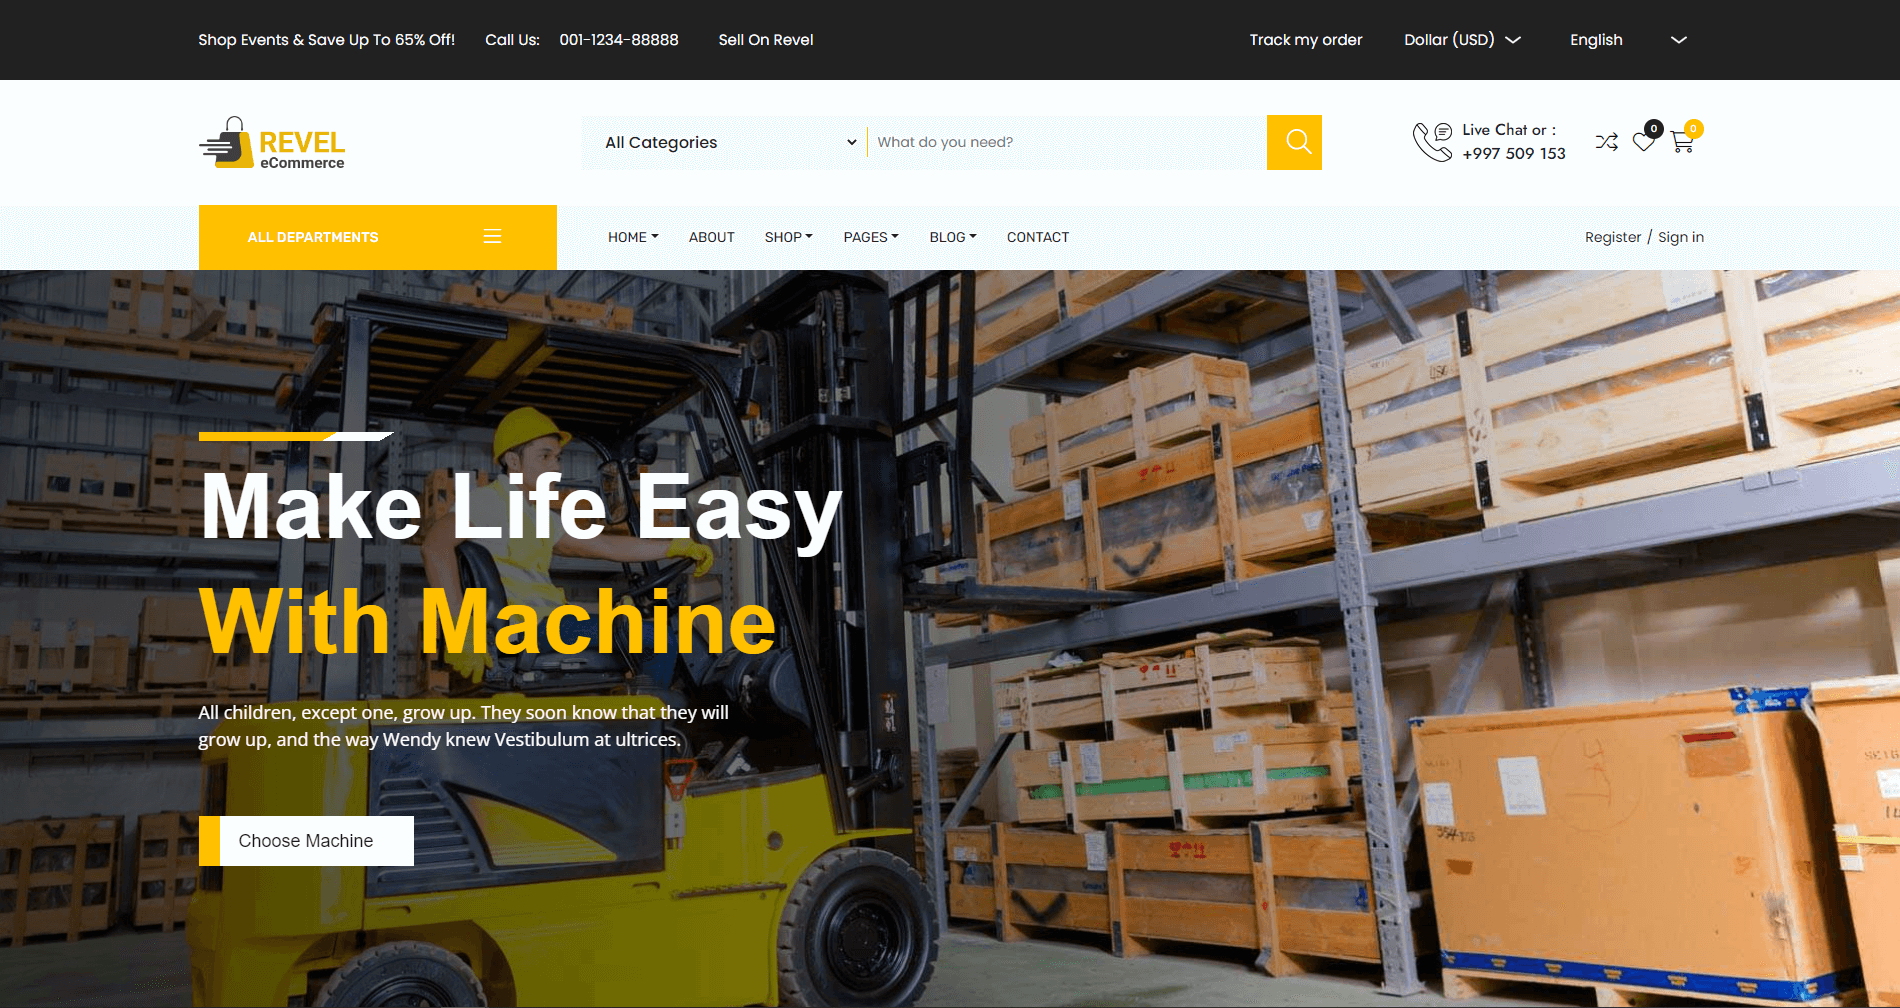 Shop Events & Save Up To 65% Off! Call Us: 001-1234-88888 Sell On Revel Track my order Dollar (USD) English
REVEL
eCommerce
All Categories What do you need?
Live Chat or :
+997 509 153
0 0
ALL DEPARTMENTS HOME ABOUT SHOP PAGES BLOG CONTACT Register / Sign in
Make Life Easy
With Machine
All children, except one, grow up. They soon know that they will
grow up, and the way Wendy knew Vestibulum at ultrices.
Choose Machine